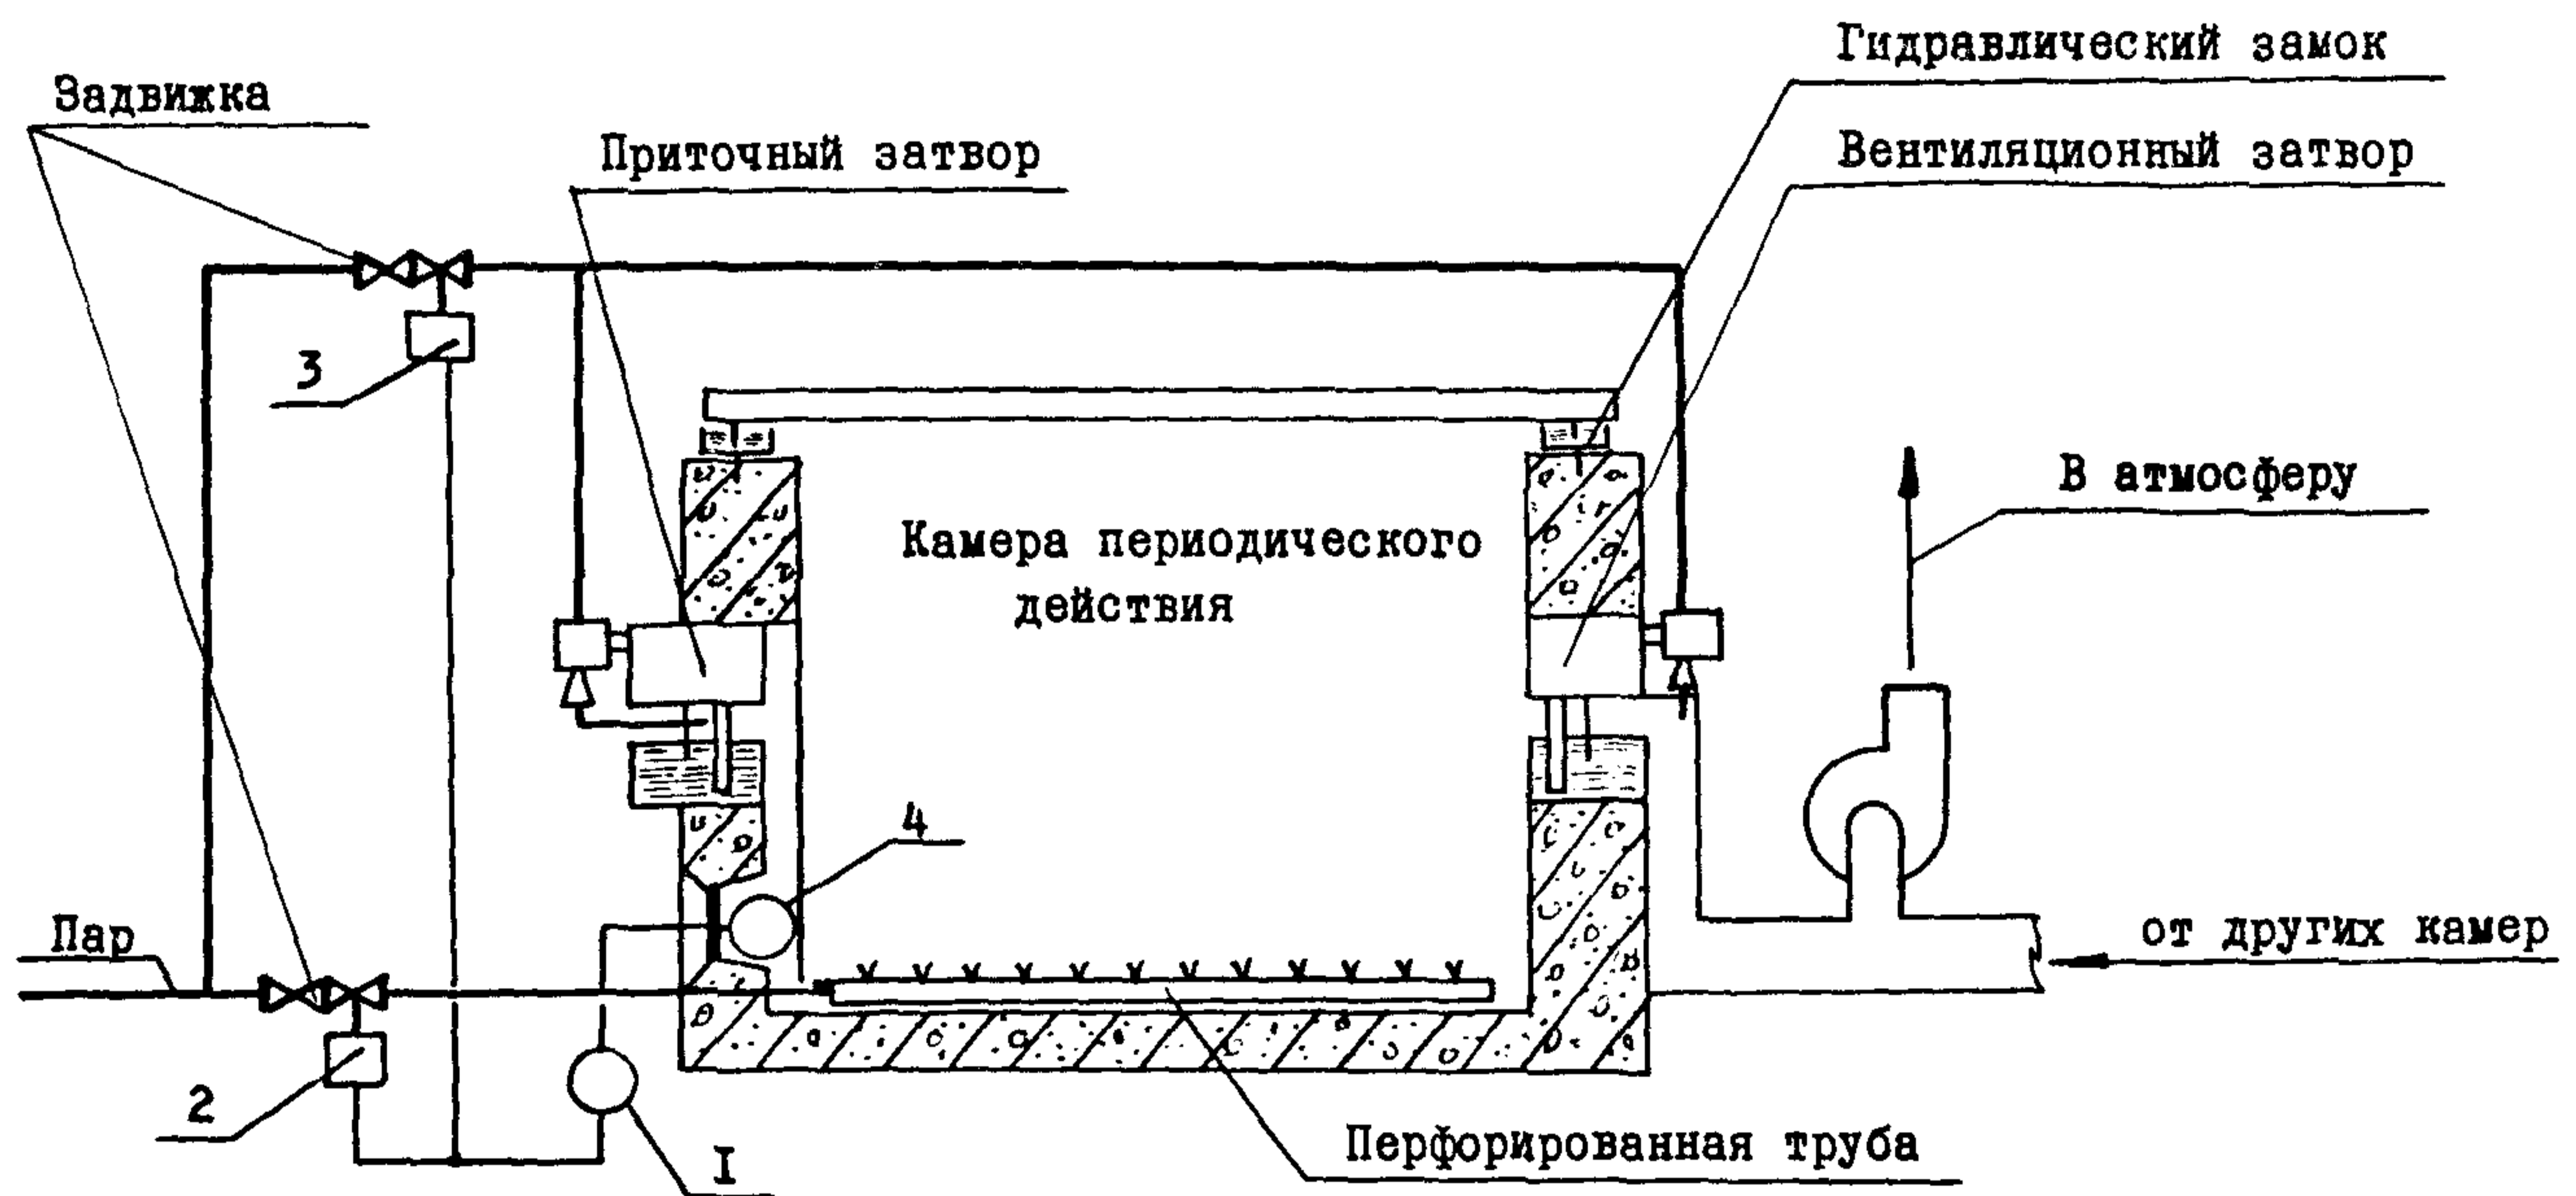 Гидравлический замок
Задвижка
Приточный затвор
Вентиляционный затвор
3
В атмосферу
Камера периодического
действия
4
Пар
от других камер
2
I
Перфорированная труба